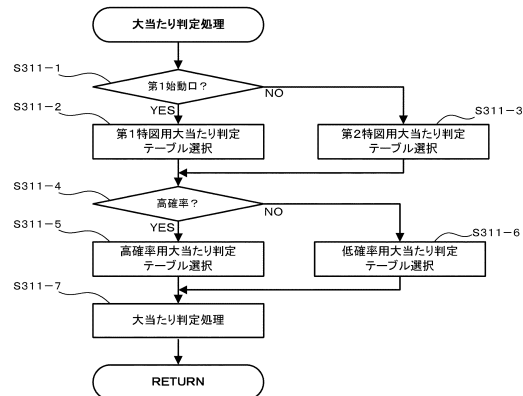 大当たり判定処理
S311-1
第1始動口?
NO
YES
S311-2
S311-3
第1特図用大当たり判定
テーブル選択
第2特図用大当たり判定
テーブル選択
S311-4
高確率?
NO
YES
S311-5
S311-6
高確率用大当たり判定
テーブル選択
低確率用大当たり判定
テーブル選択
S311-7
大当たり判定処理
RETURN